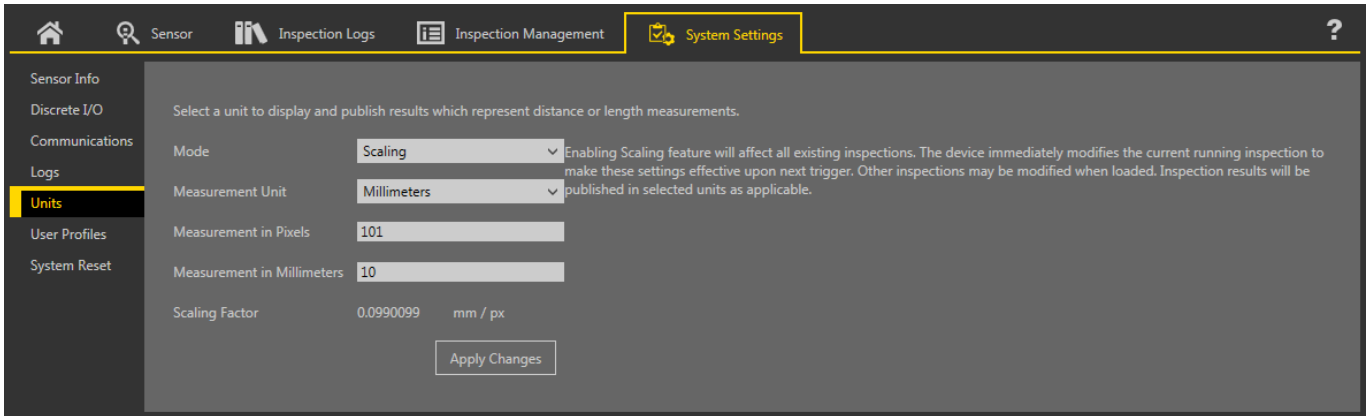 Sensor
Inspection Logs
Inspection Management
System Settings
?
Sensor Info
Discrete I/O
Communications
Logs
Units
User Profiles
System Reset
Select a unit to display and publish results which represent distance or length measurements.
Mode
Scaling
Enabling Scaling feature will affect all existing inspections. The device immediately modifies the current running inspection to
make these settings effective upon next trigger. Other inspections may be modified when loaded. Inspection results will be
published in selected units as applicable.
Measurement Unit
Millimeters
Measurement in Pixels
101
Measurement in Millimeters
10
Scaling Factor
0.0990099 mm / px
Apply Changes